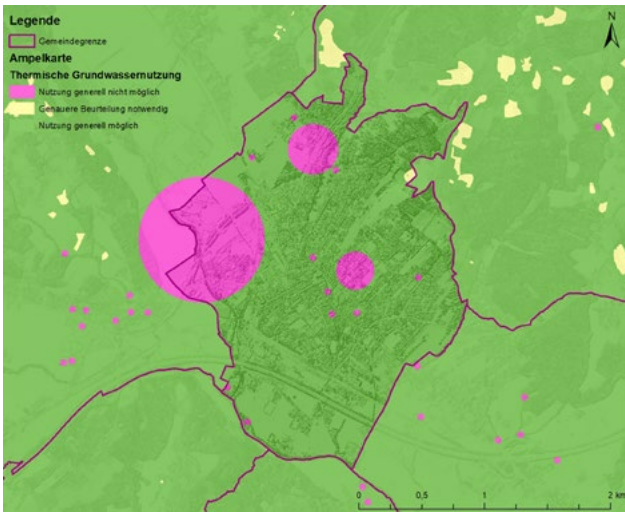 Legende
Gemeindegrenze
Ampelkarte
Thermische Grundwassernutzung
Nutzung generell nicht möglich
Genauere Beurteilung notwendig
Nutzung generell möglich
N
0 0,5 1 2 km